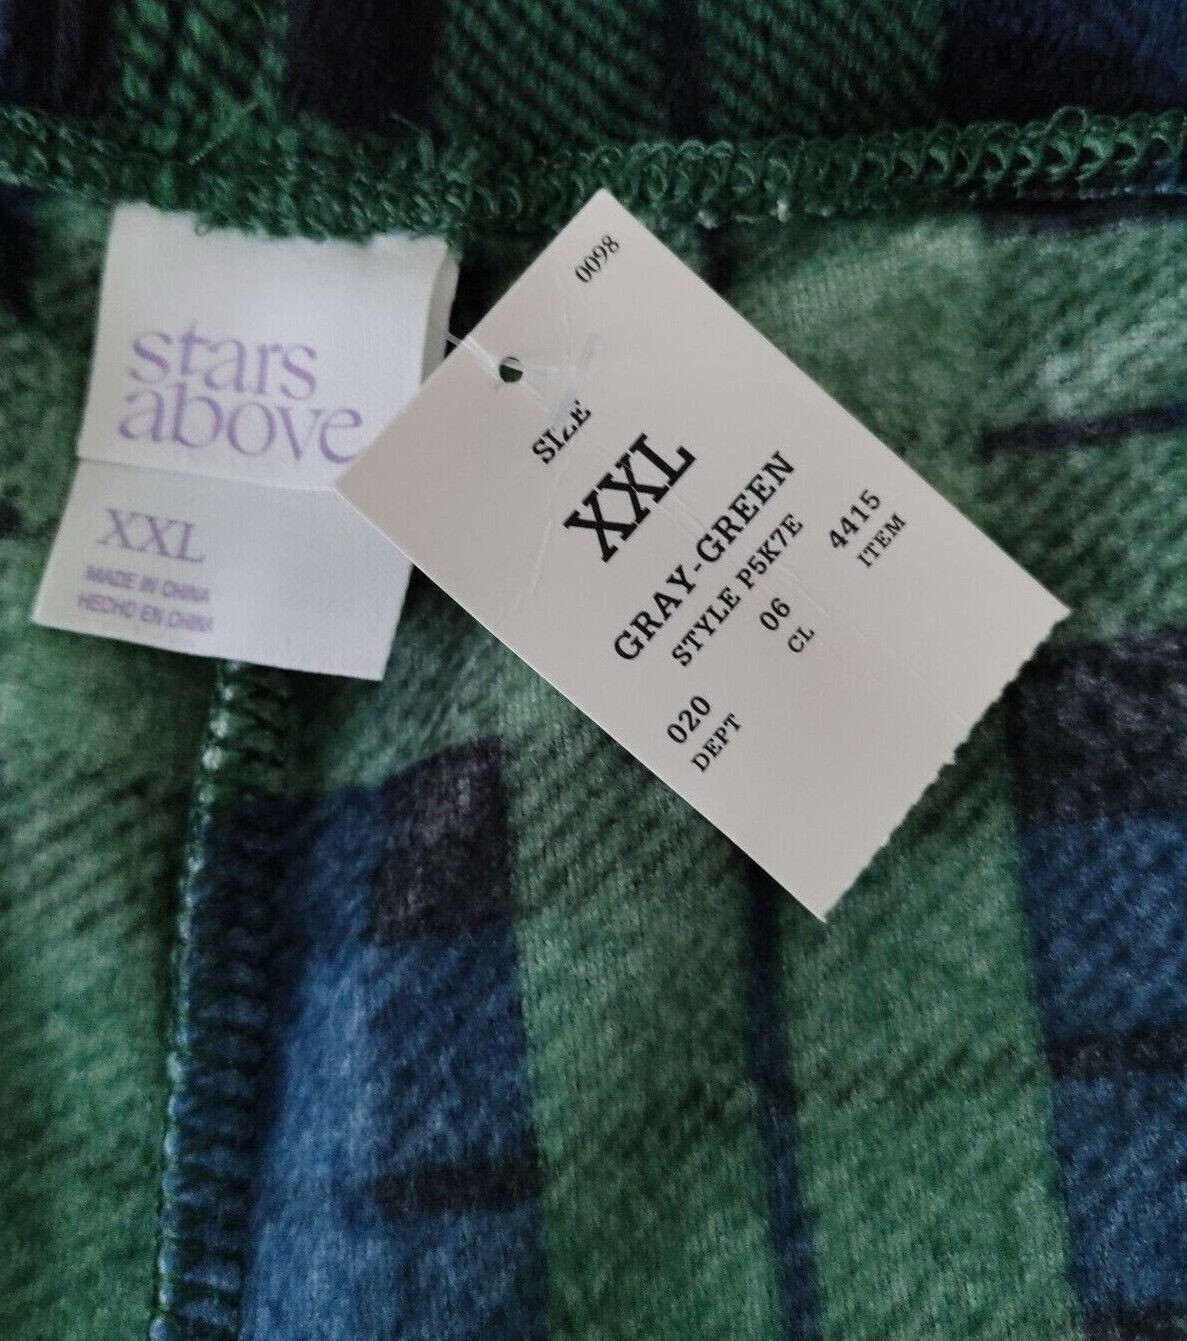 stars
above
XXL
MADE IN CHINA
HECHO EN CHINA
0098
SIZE
XXL
GRAY-GREEN
STYLE P5K7E
020 06 4415
DEPT CL ITEM